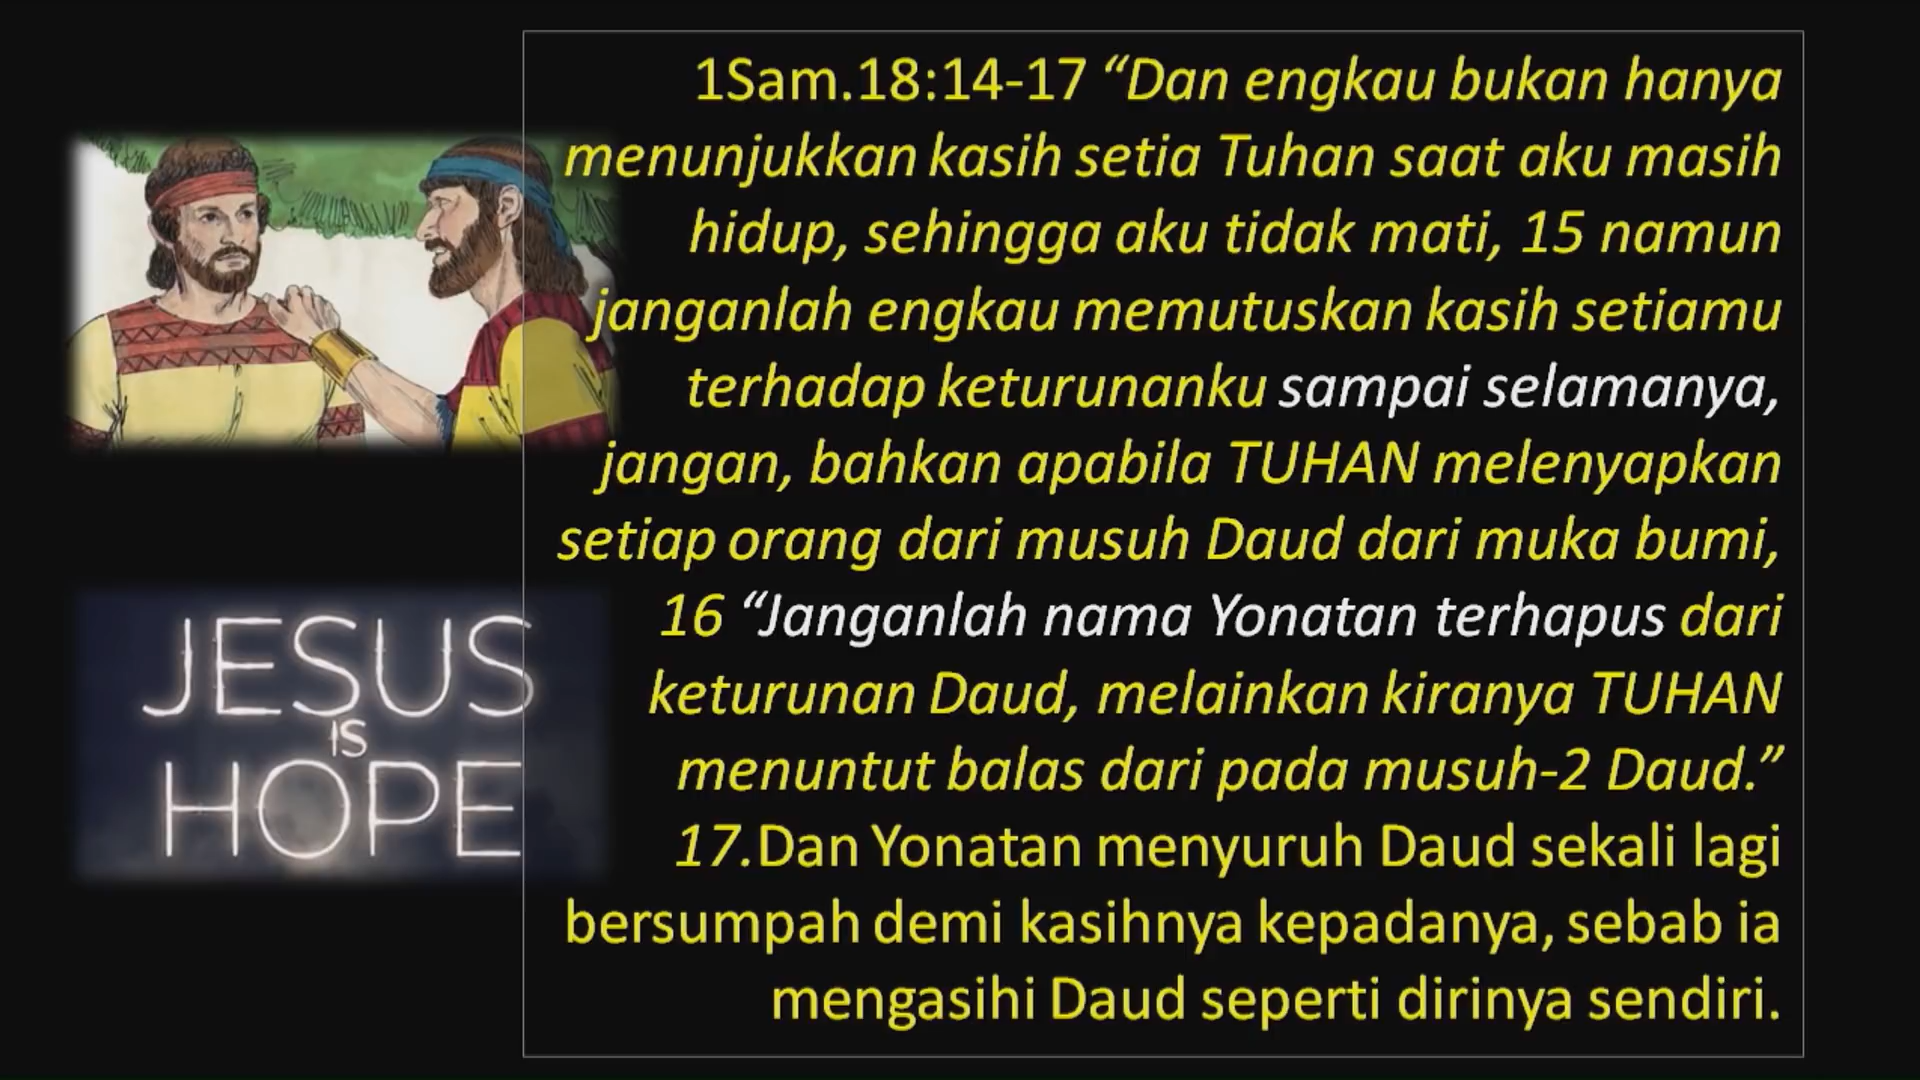 1Sam.18:14-17 “Dan engkau bukan hanya
menunjukkan kasih setia Tuhan saat aku masih
hidup, sehingga aku tidak mati, 15 namun
janganlah engkau memutuskan kasih setiamu
terhadap keturunanku sampai selamanya,
jangan, bahkan apabila TUHAN melenyapkan
setiap orang dari musuh Daud dari muka bumi,
16 “Janganlah nama Yonatan terhapus dari
keturunan Daud, melainkan kiranya TUHAN
menuntut balas dari pada musuh-2 Daud.”
17.Dan Yonatan menyuruh Daud sekali lagi
bersumpah demi kasihnya kepadanya, sebab ia
mengasihi Daud seperti dirinya sendiri.
JESUS
IS
HOPE